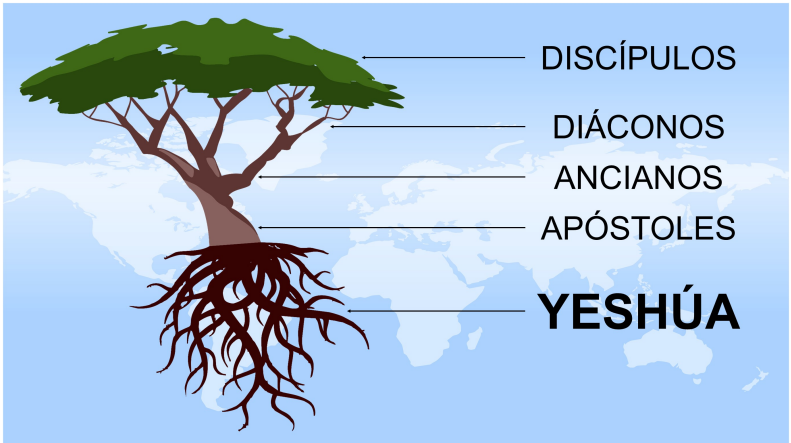 DISCÍPULOS
DIÁCONOS
ANCIANOS
APÓSTOLES
YESHÚA